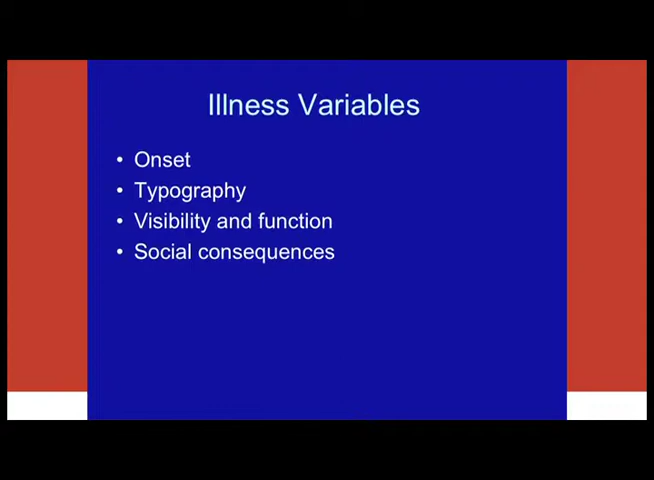 Illness Variables
• Onset
• Typography
• Visibility and function
• Social consequences